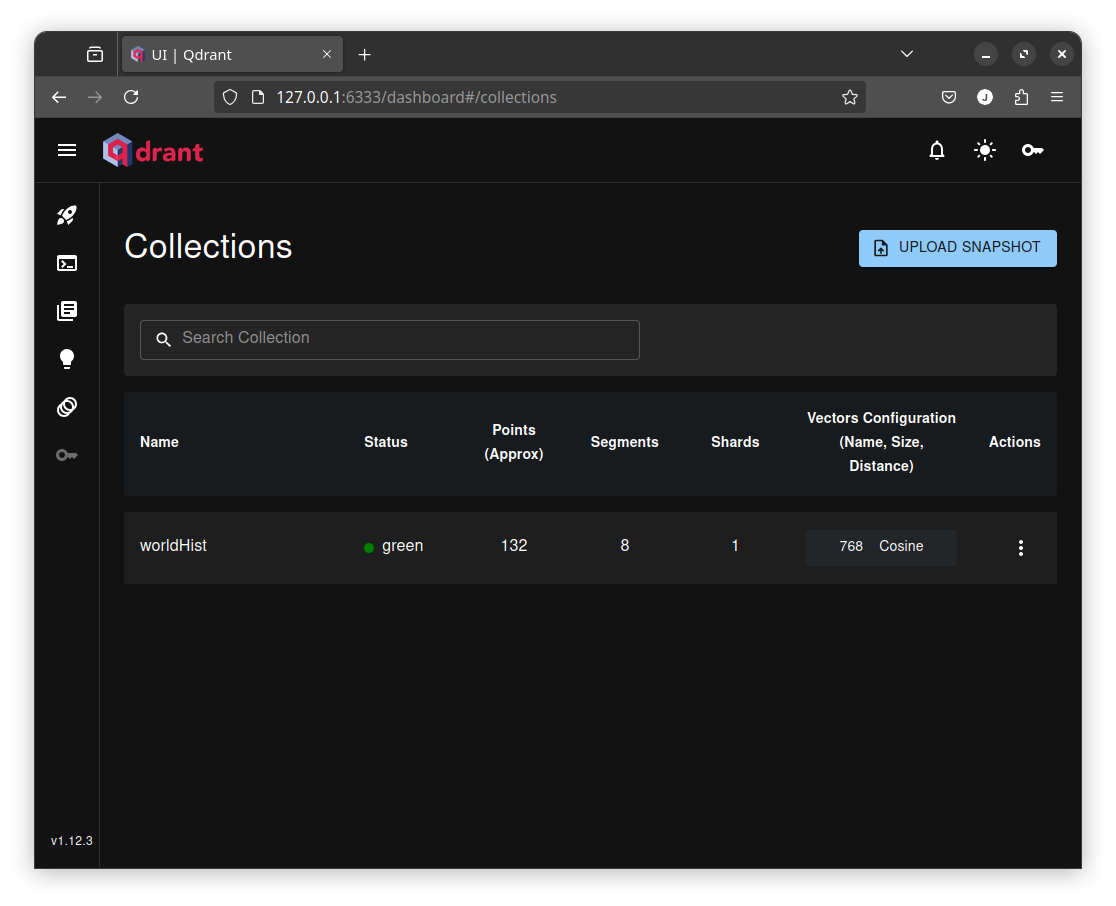 UI | Qdrant
127.0.0.1:6333/dashboard#/collections
J
qdrant
Collections
UPLOAD SNAPSHOT
Search Collection
Name Status Points (Approx) Segments Shards Vectors Configuration (Name, Size, Distance) Actions
worldHist green 132 8 1 768 Cosine
v1.12.3